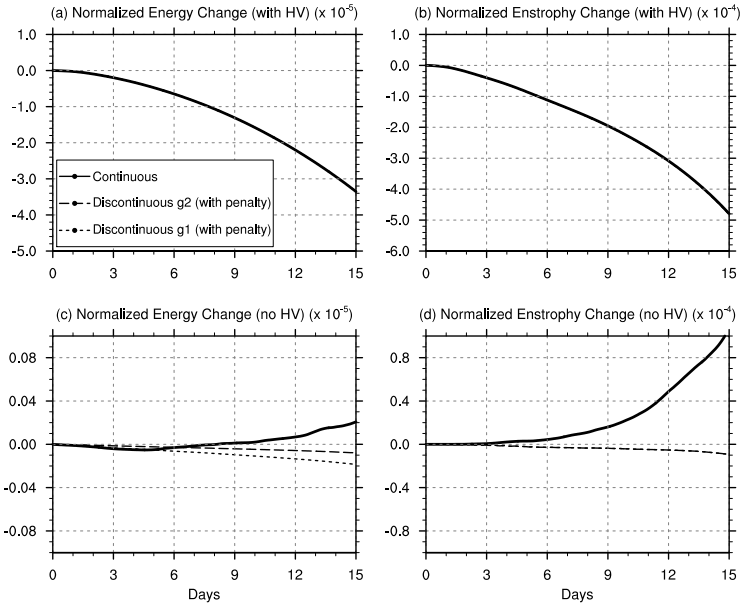 (a) Normalized Energy Change (with HV) (x 10-5)
1.0
0.0
-1.0
-2.0
-3.0
-4.0
-5.0
Continuous
Discontinuous g2 (with penalty)
Discontinuous g1 (with penalty)
0 3 6 9 12 15
(b) Normalized Enstrophy Change (with HV) (x 10-4)
1.0
0.0
-1.0
-2.0
-3.0
-4.0
-5.0
-6.0
0 3 6 9 12 15
(c) Normalized Energy Change (no HV) (x 10-5)
0.08
0.04
0.00
-0.04
-0.08
0 3 6 9 12 15
Days
(d) Normalized Enstrophy Change (no HV) (x 10-4)
0.8
0.4
0.0
-0.4
-0.8
0 3 6 9 12 15
Days